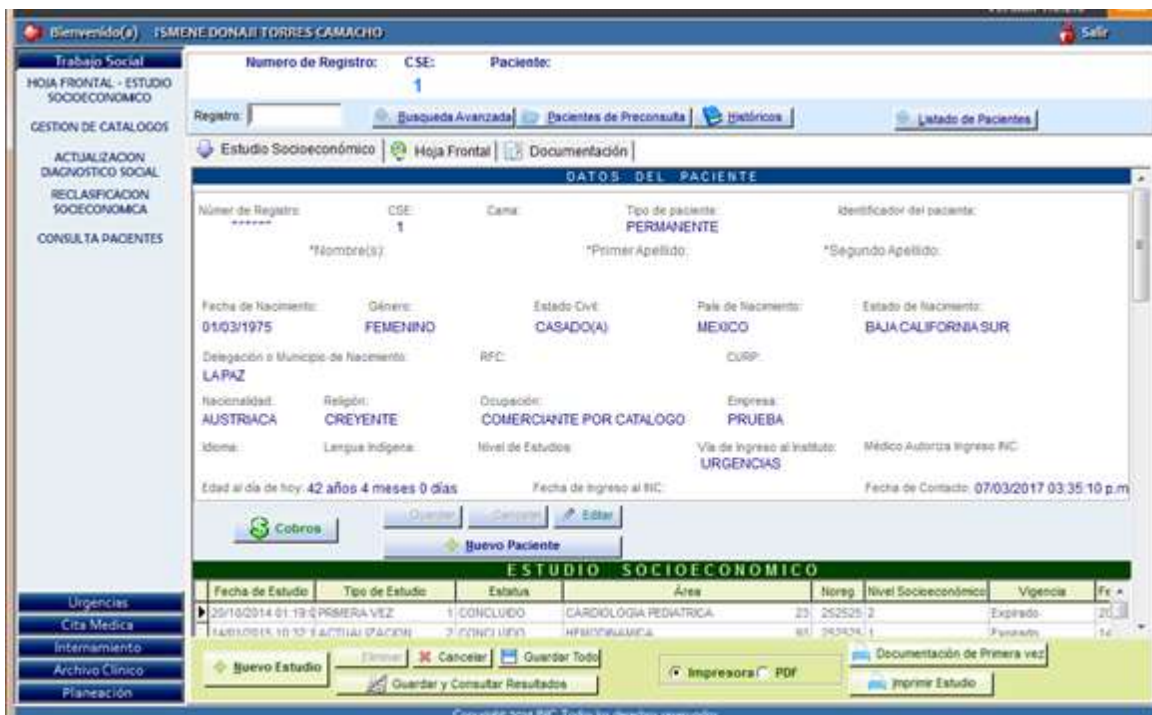 Bienvenido(a) ISMENE DONAJI TORRES CAMACHO Salir
Trabajo Social
HOJA FRONTAL - ESTUDIO SOCIOECONOMICO
GESTION DE CATALOGOS
ACTUALIZACION DIAGNOSTICO SOCIAL
RECLASIFICACION SOCIECONOMICA
CONSULTA PACIENTES
Urgencias
Cita Medica
Internamiento
Archivo Clínico
Planeación
Numero de Registro: CSE: Paciente:
1
Registro: Busqueda Avanzada Pacientes de Preconsulta Históricos Listado de Pacientes
Estudio Socioeconómico Hoja Frontal Documentación
DATOS DEL PACIENTE
Númer de Registro: CSE: Cama: Tipo de paciente: Identificador del paciente:
****** 1 PERMANENTE
*Nombre(s): *Primer Apellido: *Segundo Apellido:
Fecha de Nacimiento: Género: Estado Civil: País de Nacimiento: Estado de Nacimiento:
01/03/1975 FEMENINO CASADO(A) MEXICO BAJA CALIFORNIA SUR
Delegación o Municipio de Nacimiento: RFC: CURP:
LA PAZ
Nacionalidad: Religión: Ocupación: Empresa:
AUSTRIACA CREYENTE COMERCIANTE POR CATALOGO PRUEBA
Idioma: Lengua Indígena: Nivel de Estudios: Vía de Ingreso al Instituto: Médico Autoriza Ingreso INC:
URGENCIAS
Edad al día de hoy: 42 años 4 meses 0 días Fecha de Ingreso al INC: Fecha de Contacto: 07/03/2017 03:35:10 p.m
Cobros Guardar Cancelar Editar
Nuevo Paciente
ESTUDIO SOCIOECONOMICO
Fecha de Estudio Tipo de Estudio Estatus Área Noreg Nivel Socioeconómico Vigencia
PRIMERA VEZ 1 CONCLUIDO CARDIOLOGIA PEDIATRICA 23 252525 2 Expirado
ACTUALIZACION 2 CONCLUIDO HEMODINAMICA
Nuevo Estudio Eliminar Cancelar Guardar Todo Impresora PDF Documentación de Primera vez
Guardar y Consultar Resultados Imprimir Estudio